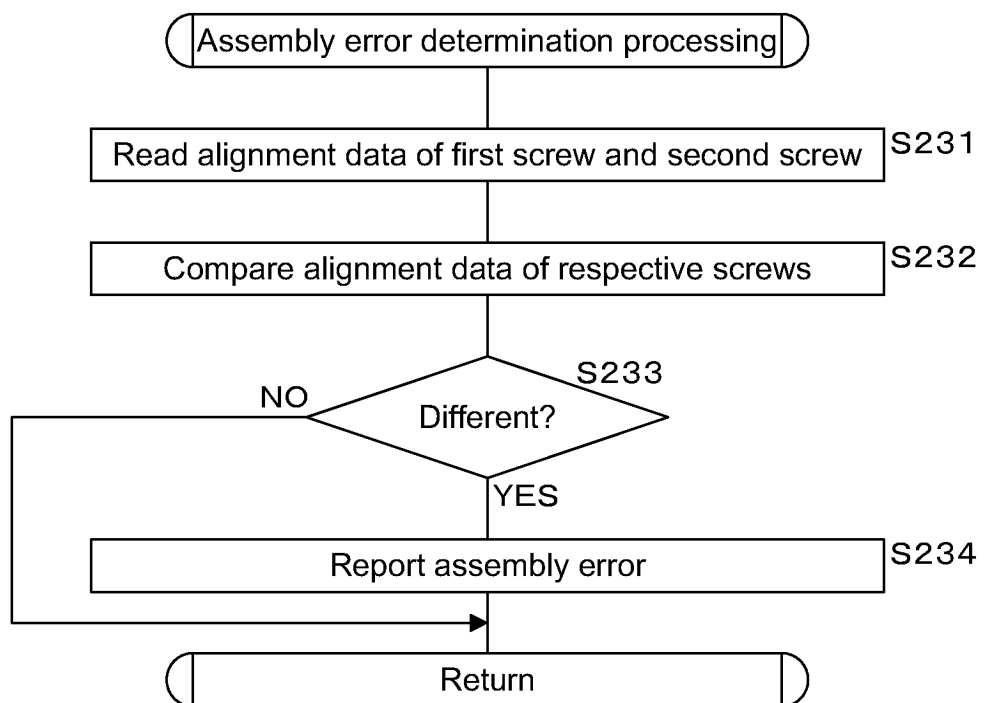 Assembly error determination processing
Read alignment data of first screw and second screw
S231
Compare alignment data of respective screws
S232
S233
NO
Different?
YES
Report assembly error
S234
Return